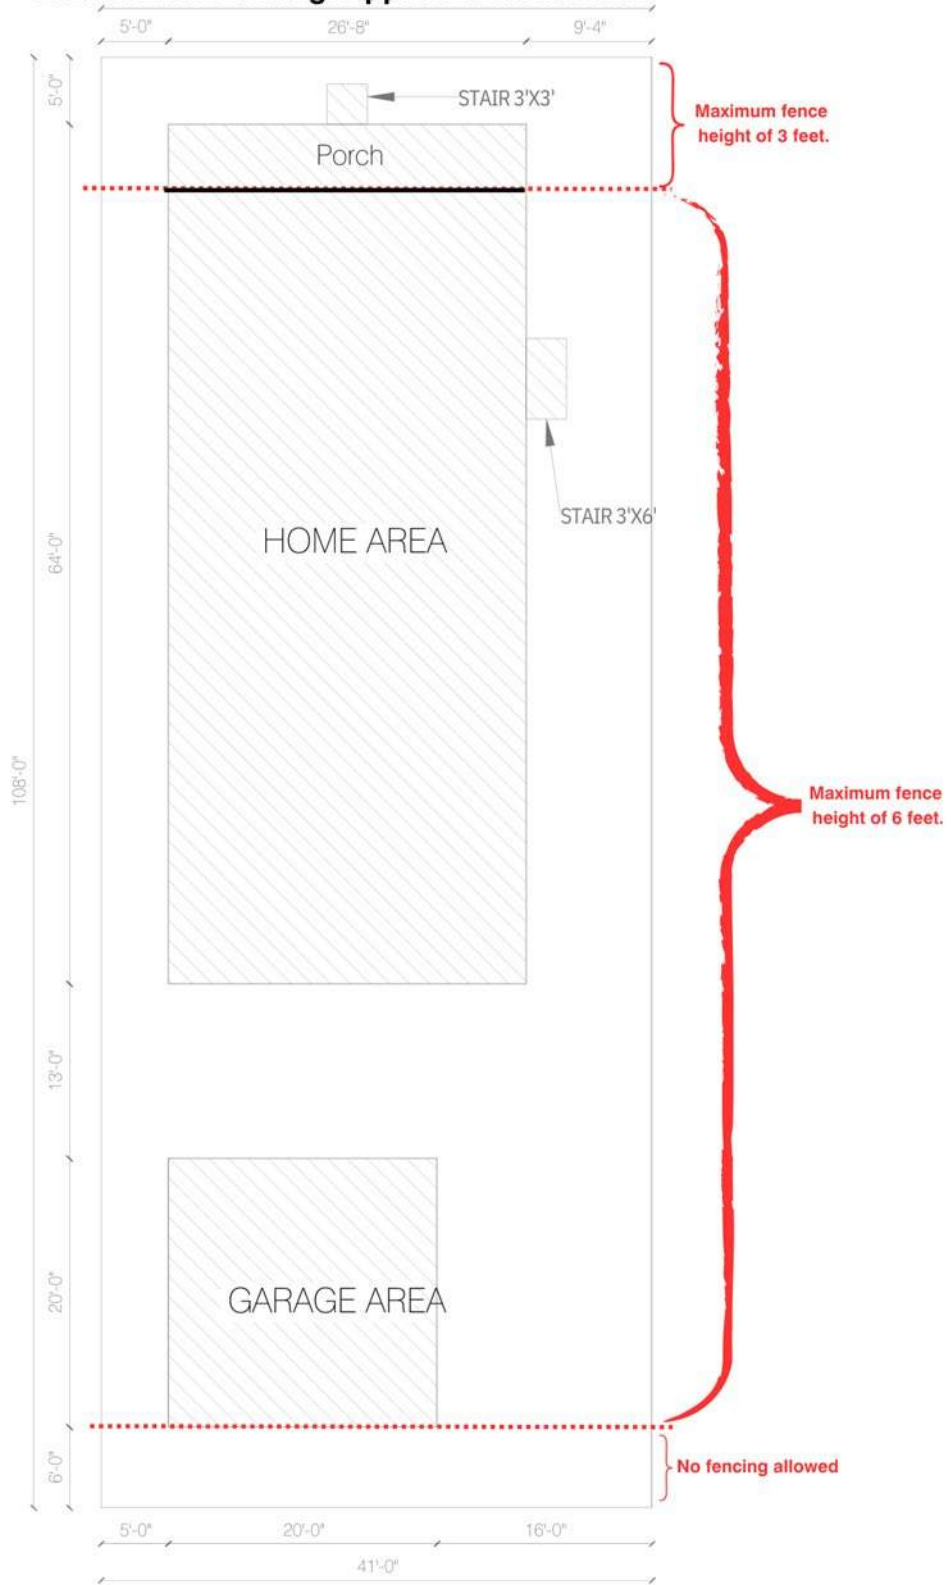 5'-0"
26'-8"
9'-4"
5'-0"
STAIR 3'X3'
Maximum fence
height of 3 feet.
Porch
STAIR 3'X6'
HOME AREA
64'-0"
108'-0"
Maximum fence
height of 6 feet.
13'-0"
GARAGE AREA
20'-0"
6'-0"
No fencing allowed
5'-0"
20'-0"
16'-0"
41'-0"